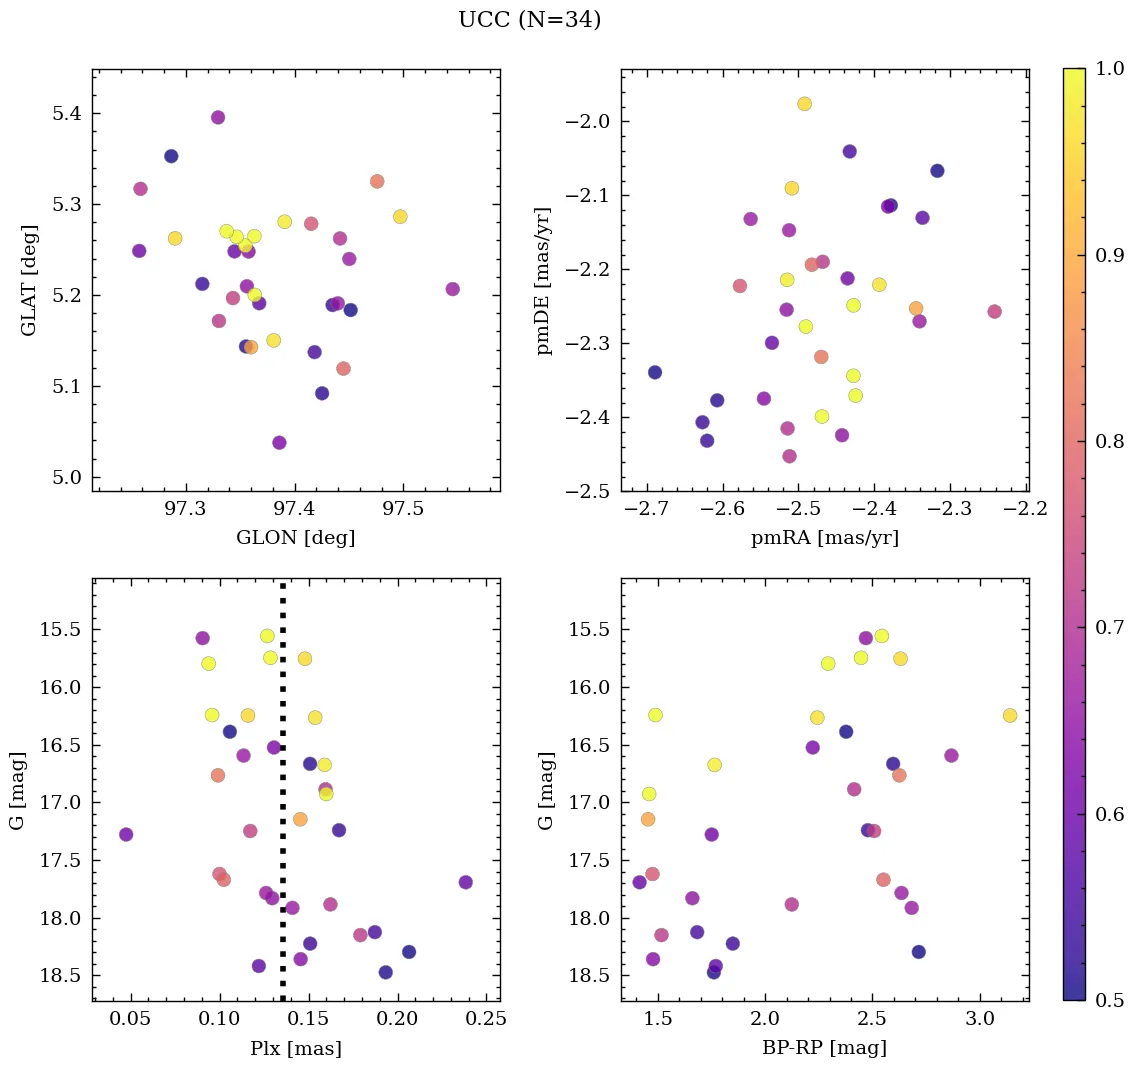 UCC (N=34)
5.4
5.3
5.2
5.1
5.0
GLAT [deg]
97.3 97.4 97.5
GLON [deg]
−2.0
−2.1
−2.2
−2.3
−2.4
−2.5
pmDE [mas/yr]
−2.7 −2.6 −2.5 −2.4 −2.3 −2.2
pmRA [mas/yr]
15.5
16.0
16.5
17.0
17.5
18.0
18.5
G [mag]
0.05 0.10 0.15 0.20 0.25
Plx [mas]
15.5
16.0
16.5
17.0
17.5
18.0
18.5
G [mag]
1.5 2.0 2.5 3.0
BP-RP [mag]
1.0
0.9
0.8
0.7
0.6
0.5